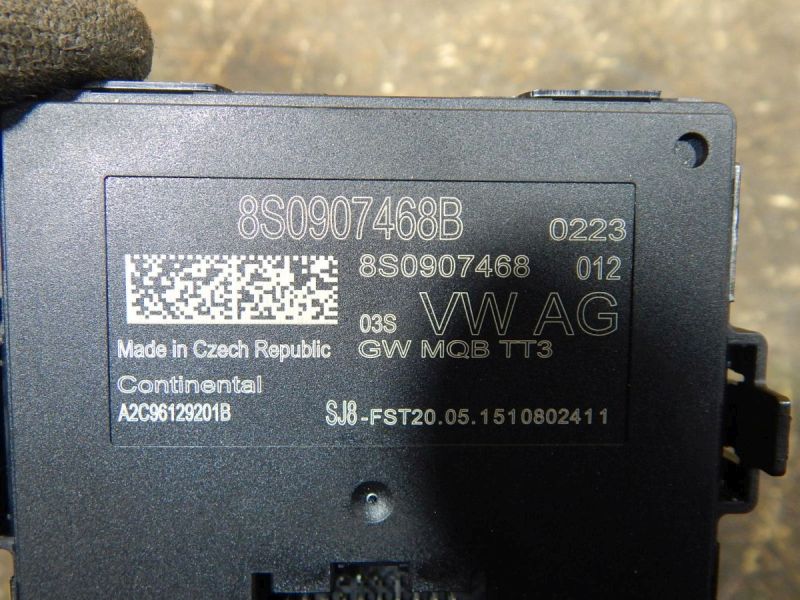 8S0907468B 0223
8S0907468 012
03S VW AG
Made in Czech Republic GW MQB TT3
Continental
A2C96129201B SJ8-FST20.05.1510802411